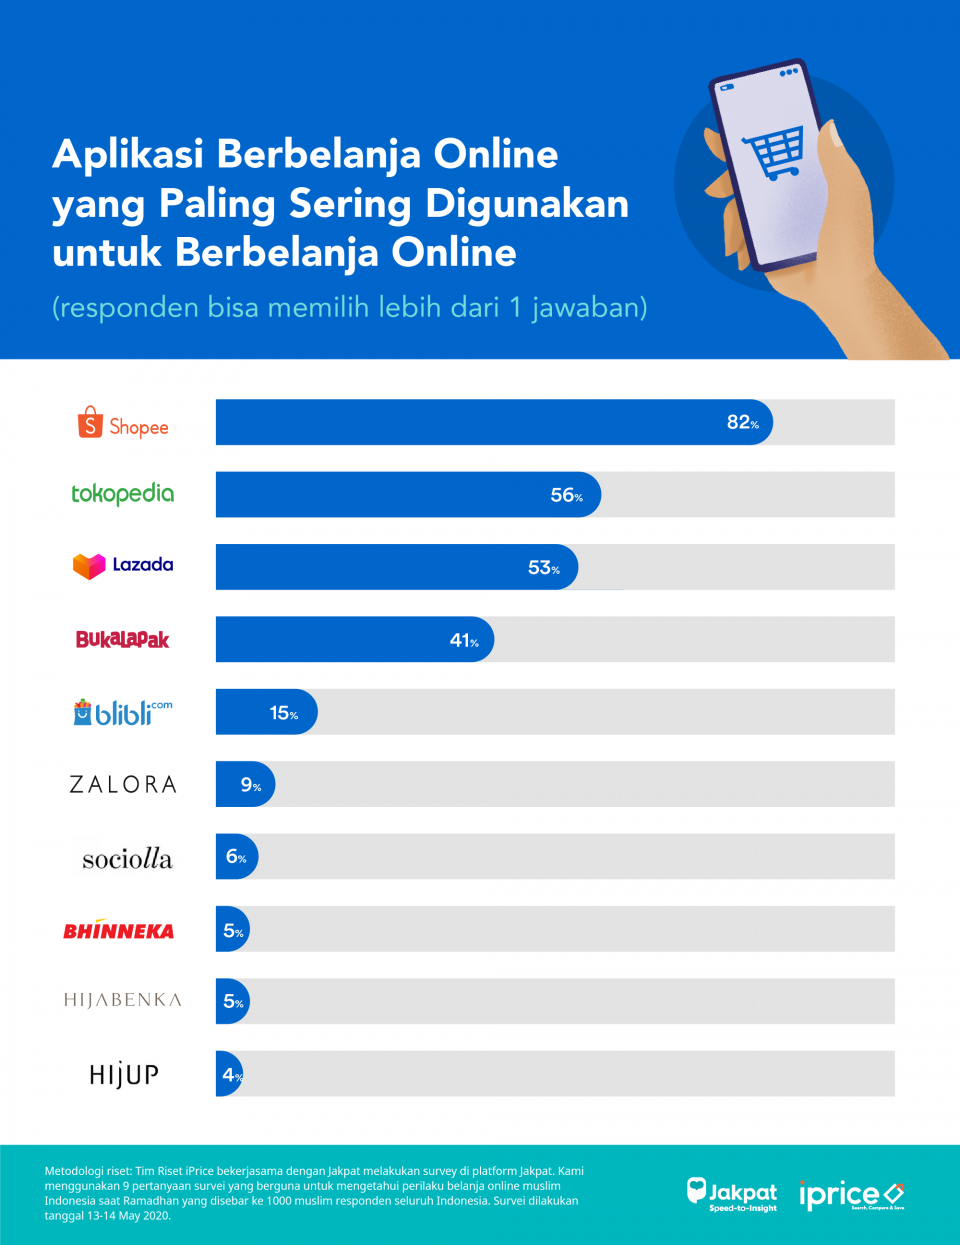 Aplikasi Berbelanja Online
yang Paling Sering Digunakan
untuk Berbelanja Online
(responden bisa memilih lebih dari 1 jawaban)
S Shopee
82%
tokopedia
56%
Lazada
53%
BukaLapak
41%
blibli.com
15%
ZALORA
9%
sociolla
6%
BHINNEKA
5%
HIJABENKA
5%
HIjUP
4%
Metodologi riset: Tim Riset iPrice bekerjasama dengan Jakpat melakukan survey di platform Jakpat. Kami
menggunakan 9 pertanyaan survei yang berguna untuk mengetahui perilaku belanja online muslim
Indonesia saat Ramadhan yang disebar ke 1000 muslim responden seluruh Indonesia. Survei dilakukan
tanggal 13-14 May 2020.
Jakpat
Speed-to-Insight
iprice
Search, Compare & Save